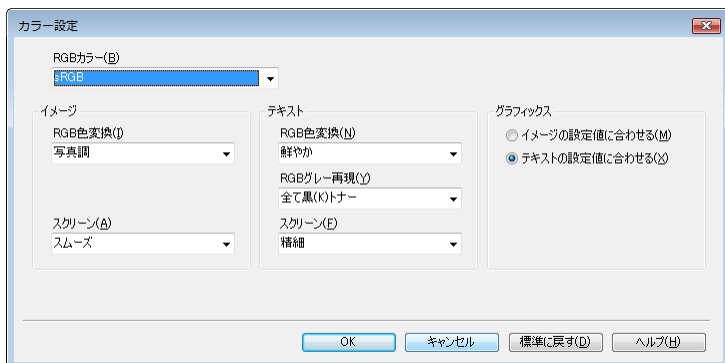 カラー設定
RGBカラー(B)
sRGB
イメージ
RGB色変換(I)
写真調
スクリーン(A)
スムーズ
テキスト
RGB色変換(N)
鮮やか
RGBグレー再現(Y)
全て黒(K)トナー
スクリーン(F)
精細
グラフィックス
イメージの設定値に合わせる(M)
テキストの設定値に合わせる(X)
OK
キャンセル
標準に戻す(D)
ヘルプ(H)